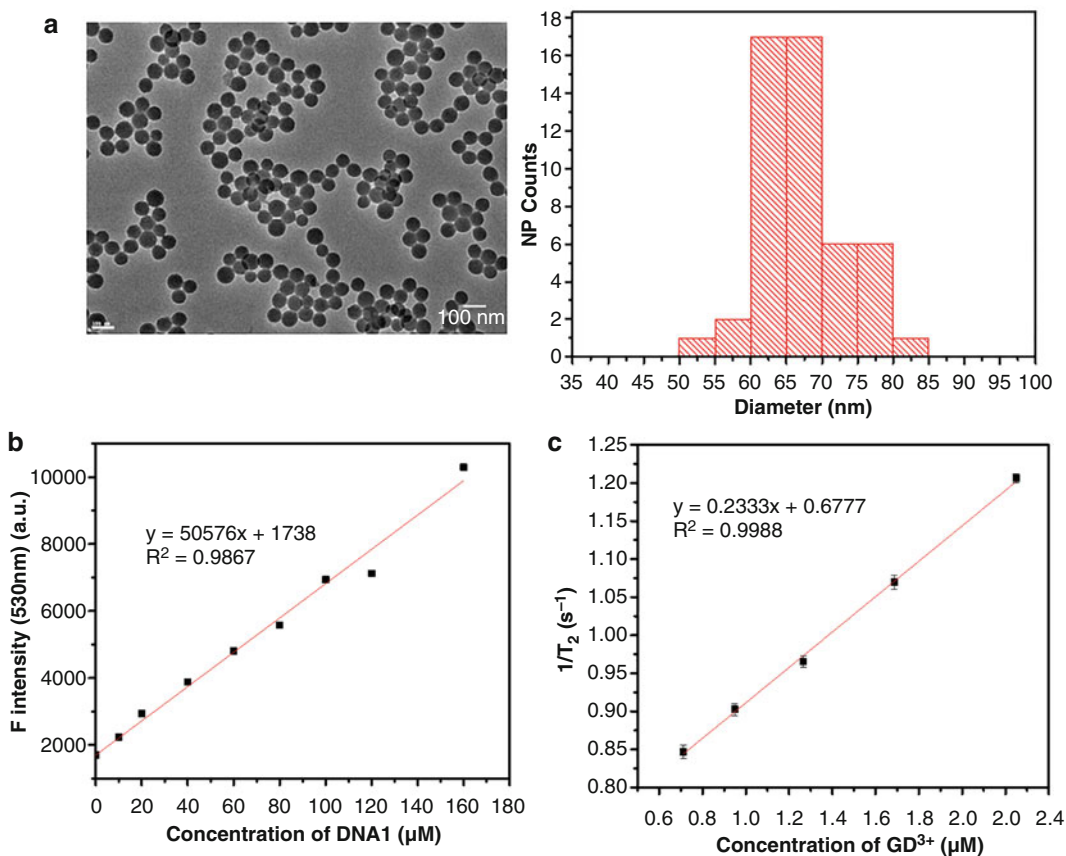 a
100 nm
NP Counts
18
16
14
12
10
8
6
4
2
0
35 40 45 50 55 60 65 70 75 80 85 90 95 100
Diameter (nm)
b
F intensity (530nm) (a.u.)
10000
8000
6000
4000
2000
y = 50576x + 1738
R² = 0.9867
0 20 40 60 80 100 120 140 160 180
Concentration of DNA1 (µM)
c
1/T₂ (s⁻¹)
1.25
1.20
1.15
1.10
1.05
1.00
0.95
0.90
0.85
0.80
y = 0.2333x + 0.6777
R² = 0.9988
0.6 0.8 1.0 1.2 1.4 1.6 1.8 2.0 2.2 2.4
Concentration of GD³⁺ (µM)